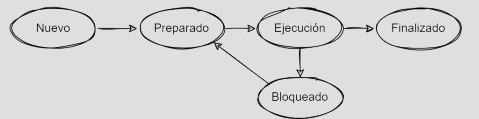 Nuevo
Preparado
Ejecución
Finalizado
Bloqueado